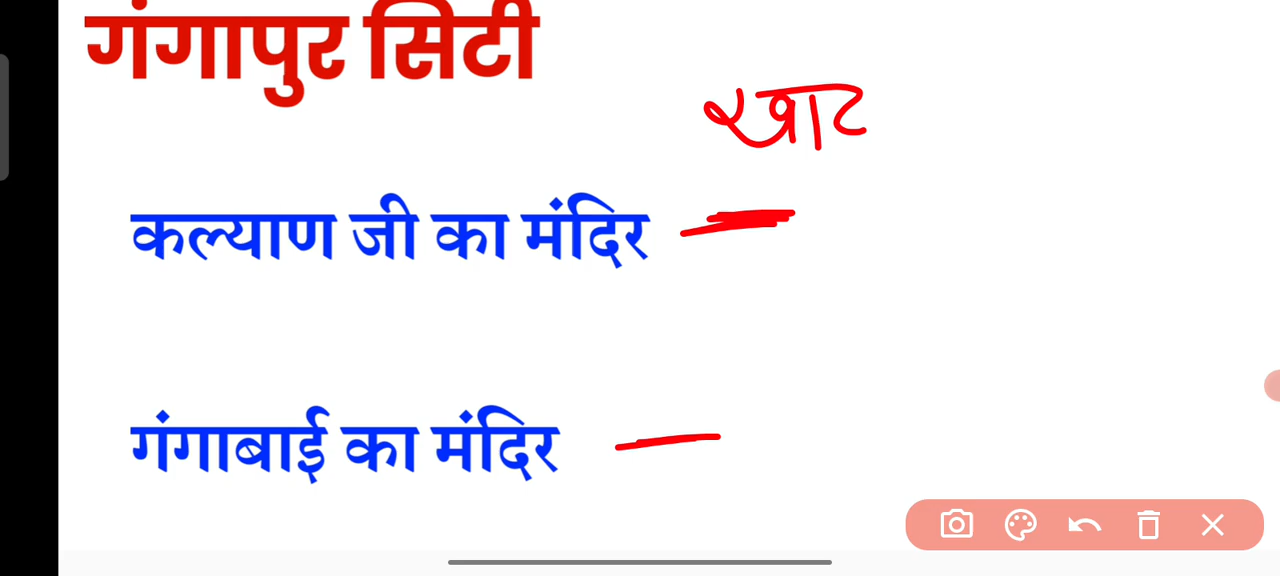 गंगापुर सिटी
खाट
कल्याण जी का मंदिर
गंगाबाई का मंदिर